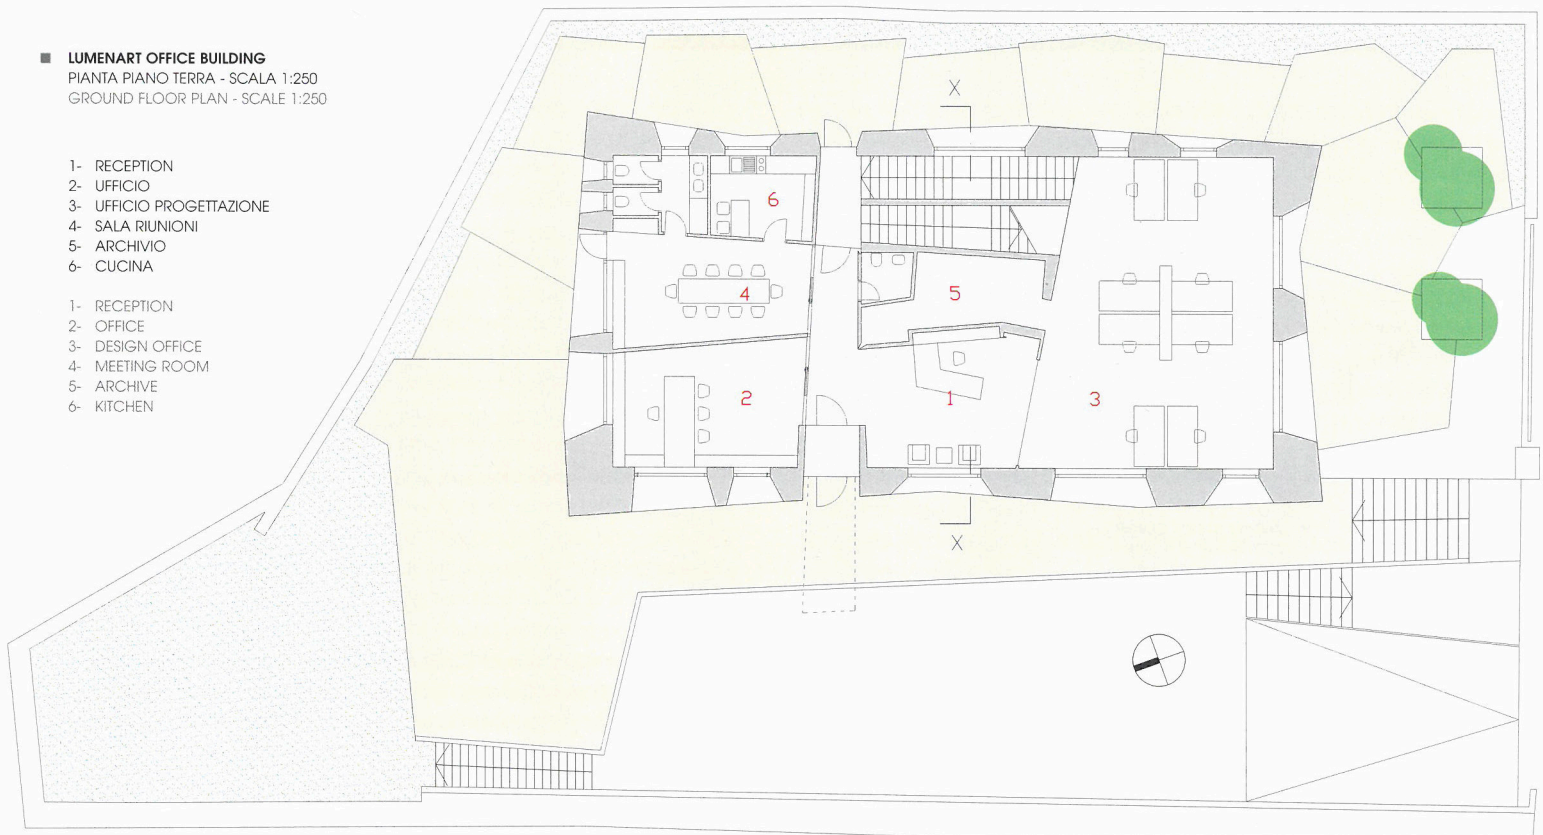 LUMENART OFFICE BUILDING
PIANTA PIANO TERRA - SCALA 1:250
GROUND FLOOR PLAN - SCALE 1:250
1- RECEPTION
2- UFFICIO
3- UFFICIO PROGETTAZIONE
4- SALA RIUNIONI
5- ARCHIVIO
6- CUCINA
1- RECEPTION
2- OFFICE
3- DESIGN OFFICE
4- MEETING ROOM
5- ARCHIVE
6- KITCHEN
X
6
4
5
2
1
3
X